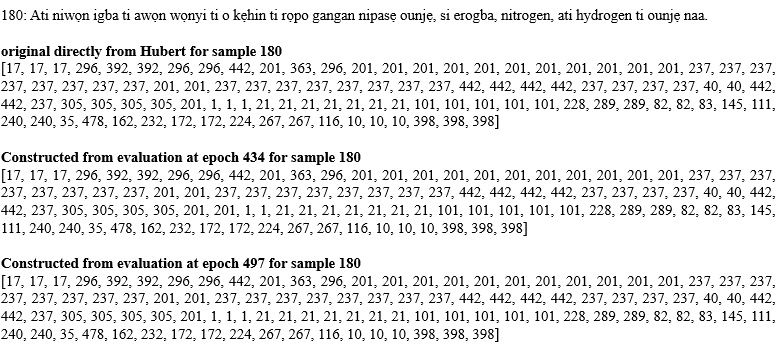 180: Ati niwọn igba ti awọn wọnyi ti o kẹhin ti rọpo gangan nipasẹ ounjẹ, si erogba, nitrogen, ati hydrogen ti ounjẹ naa.
original directly from Hubert for sample 180
[17, 17, 17, 296, 392, 392, 296, 296, 442, 201, 363, 296, 201, 201, 201, 201, 201, 201, 201, 201, 201, 201, 201, 237, 237, 237,
237, 237, 237, 237, 237, 201, 201, 237, 237, 237, 237, 237, 237, 237, 237, 442, 442, 442, 442, 237, 237, 237, 237, 40, 40, 442,
442, 237, 305, 305, 305, 305, 201, 1, 1, 1, 21, 21, 21, 21, 21, 21, 21, 101, 101, 101, 101, 101, 228, 289, 289, 82, 82, 83, 145, 111,
240, 240, 35, 478, 162, 232, 172, 172, 224, 267, 267, 116, 10, 10, 10, 398, 398, 398]
Constructed from evaluation at epoch 434 for sample 180
[17, 17, 17, 296, 392, 392, 296, 296, 442, 201, 363, 296, 201, 201, 201, 201, 201, 201, 201, 201, 201, 201, 201, 237, 237, 237,
237, 237, 237, 237, 237, 201, 201, 237, 237, 237, 237, 237, 237, 237, 237, 442, 442, 442, 442, 237, 237, 237, 237, 40, 40, 442,
442, 237, 305, 305, 305, 305, 201, 201, 1, 1, 21, 21, 21, 21, 21, 21, 21, 101, 101, 101, 101, 101, 228, 289, 289, 82, 82, 83, 145,
111, 240, 240, 35, 478, 162, 232, 172, 172, 224, 267, 267, 116, 10, 10, 10, 398, 398, 398]
Constructed from evaluation at epoch 497 for sample 180
[17, 17, 17, 296, 392, 392, 296, 296, 442, 201, 363, 296, 201, 201, 201, 201, 201, 201, 201, 201, 201, 201, 201, 237, 237, 237,
237, 237, 237, 237, 237, 201, 201, 237, 237, 237, 237, 237, 237, 237, 237, 442, 442, 442, 442, 237, 237, 237, 237, 40, 40, 442,
442, 237, 305, 305, 305, 305, 201, 1, 1, 1, 21, 21, 21, 21, 21, 21, 21, 101, 101, 101, 101, 101, 228, 289, 289, 82, 82, 83, 145, 111,
240, 240, 35, 478, 162, 232, 172, 172, 224, 267, 267, 116, 10, 10, 10, 398, 398, 398]